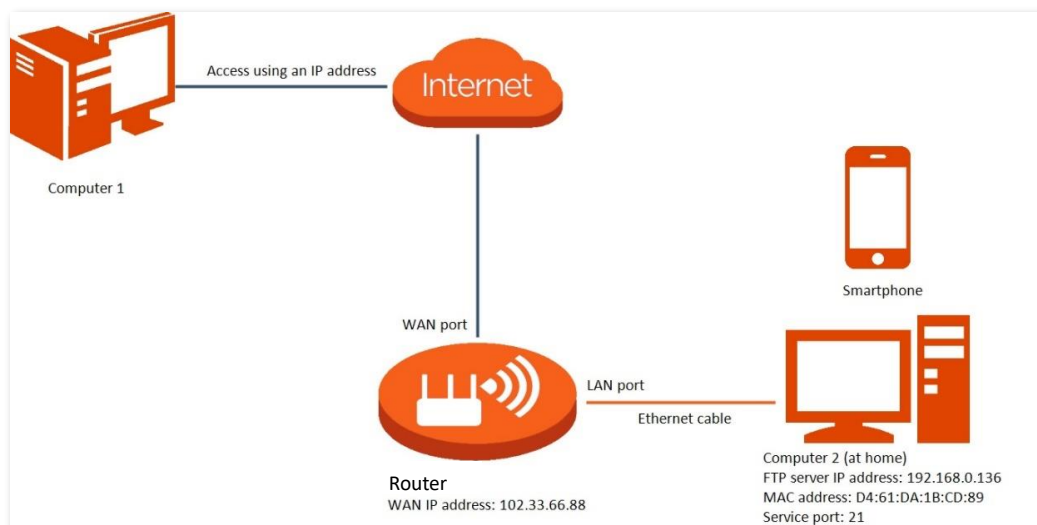 Access using an IP address
Internet
Computer 1
Smartphone
WAN port
LAN port
Ethernet cable
Router
WAN IP address: 102.33.66.88
Computer 2 (at home)
FTP server IP address: 192.168.0.136
MAC address: D4:61:DA:1B:CD:89
Service port: 21